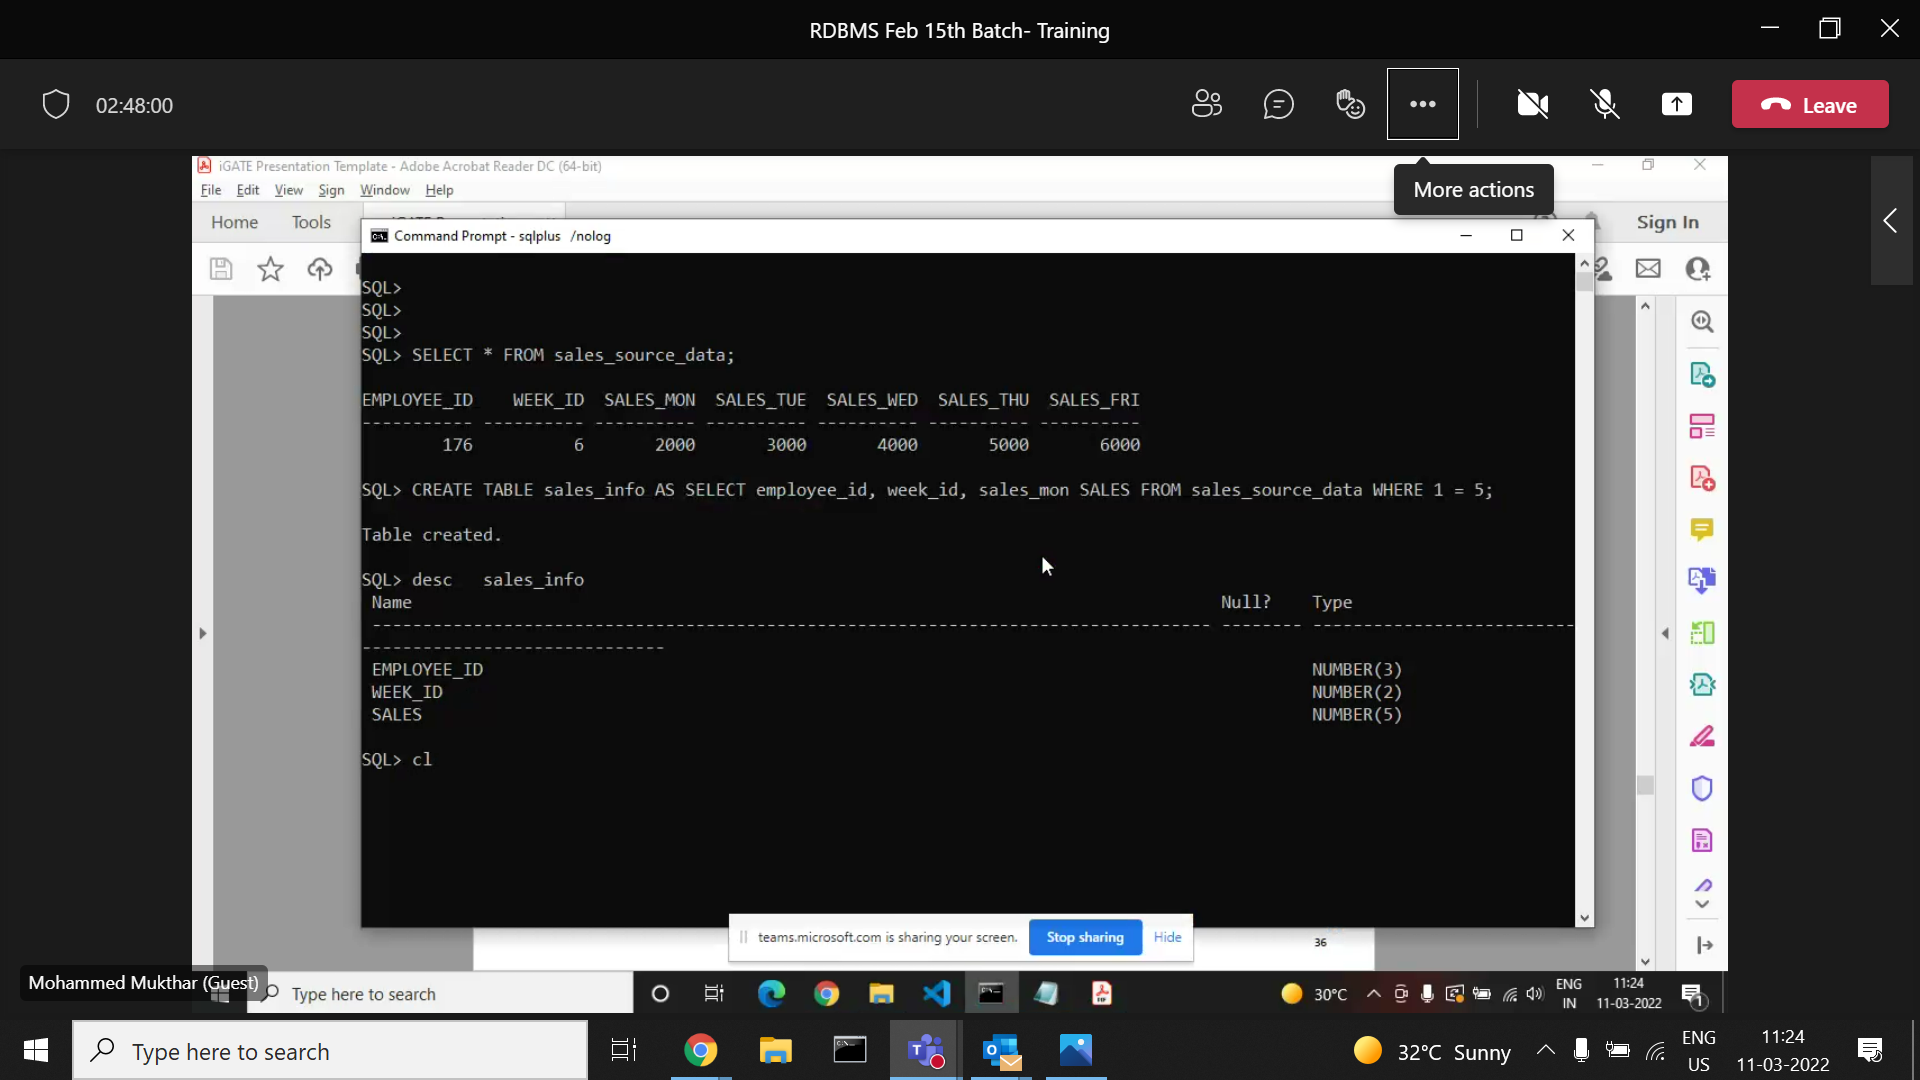 RDBMS Feb 15th Batch- Training
02:48:00
Leave
iGATE Presentation Template - Adobe Acrobat Reader DC (64-bit)
More actions
File Edit View Sign Window Help
Home Tools
Sign In
Command Prompt - sqlplus /nolog
SQL>
SQL>
SQL>
SQL> SELECT * FROM sales_source_data;
EMPLOYEE_ID WEEK_ID SALES_MON SALES_TUE SALES_WED SALES_THU SALES_FRI
----------- ---------- ---------- ---------- ---------- ---------- ----------
176 6 2000 3000 4000 5000 6000
SQL> CREATE TABLE sales_info AS SELECT employee_id, week_id, sales_mon SALES FROM sales_source_data WHERE 1 = 5;
Table created.
SQL> desc sales_info
Name Null? Type
----------------------------------------------------------------------------------- -------- --------------------------
------------------------------
EMPLOYEE_ID NUMBER(3)
WEEK_ID NUMBER(2)
SALES NUMBER(5)
SQL> cl
teams.microsoft.com is sharing your screen. Stop sharing Hide
36
Mohammed Mukthar (Guest)
Type here to search
30°C
ENG
IN
11:24
11-03-2022
1
Type here to search
32°C Sunny
ENG
US
11:24
11-03-2022